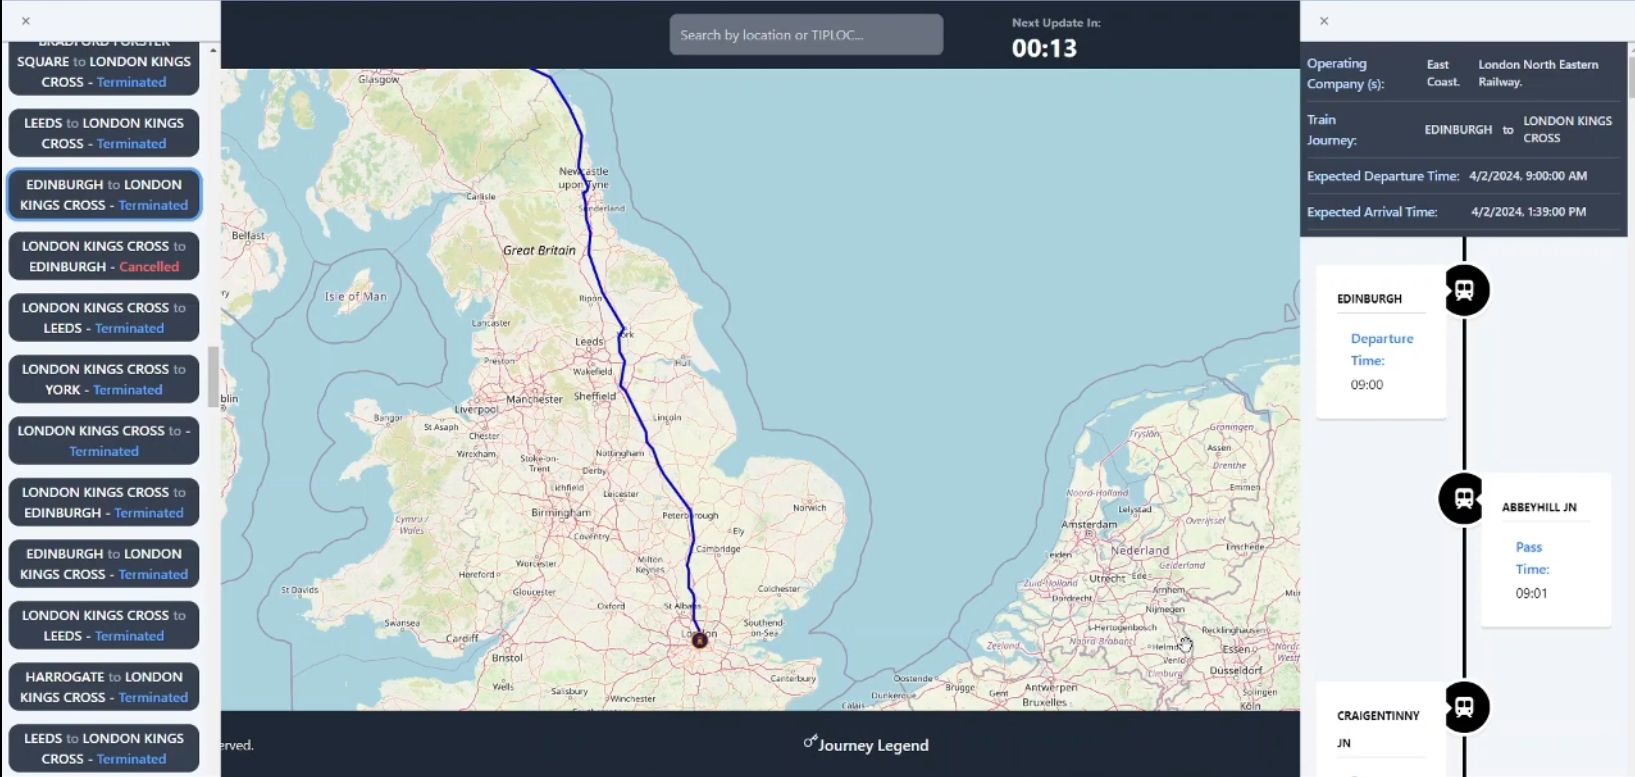 ×
BRADFORD FORSTER
SQUARE to LONDON KINGS
CROSS - Terminated
LEEDS to LONDON KINGS
CROSS - Terminated
EDINBURGH to LONDON
KINGS CROSS - Terminated
LONDON KINGS CROSS to
EDINBURGH - Cancelled
LONDON KINGS CROSS to
LEEDS - Terminated
LONDON KINGS CROSS to
YORK - Terminated
LONDON KINGS CROSS to -
Terminated
LONDON KINGS CROSS to
EDINBURGH - Terminated
EDINBURGH to LONDON
KINGS CROSS - Terminated
LONDON KINGS CROSS to
LEEDS - Terminated
HARROGATE to LONDON
KINGS CROSS - Terminated
LEEDS to LONDON KINGS
CROSS - Terminated
Search by location or TIPLOC...
Next Update In:
00:13
Glasgow
Newcastle
upon Tyne
Carlisle
Sunderland
Belfast
Great Britain
Isle of Man
Ripon
Lancaster
York
Leeds
Preston
Hull
Wakefield
Manchester
Sheffield
Liverpool
Bangor
Lincoln
St Asaph
Chester
Wrexham
Nottingham
Stoke-on-
Trent
Derby
Lichfield
Leicester
Norwich
Peterborough
Birmingham
Cymru /
Wales
Ely
Coventry
Cambridge
Worcester
Milton
Keynes
Hereford
St Davids
Gloucester
Colchester
Oxford
St Albans
Swansea
Southend-
on-Sea
London
Cardiff
Bristol
Canterbury
Wells
Salisbury
Winchester
Groningen
Fryslân
Assen
Drenthe
Emmen
Noord-Holland
Lelystad
Overijssel
Amsterdam
Leiden
Nederland
Enschede
Gelderland
Utrecht
Ede
Zuid-Holland
Arnhem
Dordrecht
Nijmegen
's-Hertogenbosch
Recklinghausen
Zeeland
Noord-Brabant
Helmond
Essen
Venlo
Düsseldorf
Limburg
Oostende
Brugge
Antwerpen
Gent
Solingen
Dunkerque
Bruxelles
Köln
Calais
erved.
Journey Legend
×
Operating
Company (s):
East
Coast.
London North Eastern
Railway.
Train
Journey:
EDINBURGH to LONDON KINGS
CROSS
Expected Departure Time: 4/2/2024, 9:00:00 AM
Expected Arrival Time: 4/2/2024, 1:39:00 PM
EDINBURGH
Departure
Time:
09:00
ABBEYHILL JN
Pass
Time:
09:01
CRAIGENTINNY
JN